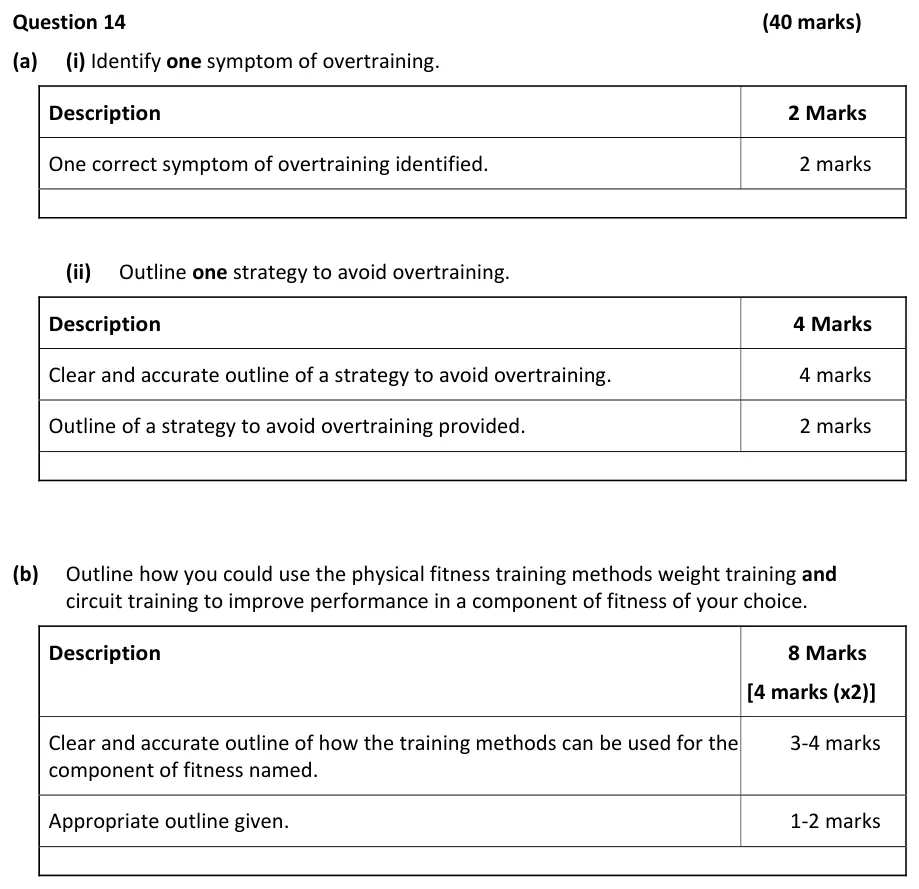 Question 14 (40 marks)
(a) (i) Identify one symptom of overtraining.
Description 2 Marks
One correct symptom of overtraining identified. 2 marks
(ii) Outline one strategy to avoid overtraining.
Description 4 Marks
Clear and accurate outline of a strategy to avoid overtraining. 4 marks
Outline of a strategy to avoid overtraining provided. 2 marks
(b) Outline how you could use the physical fitness training methods weight training and
circuit training to improve performance in a component of fitness of your choice.
Description 8 Marks
[4 marks (x2)]
Clear and accurate outline of how the training methods can be used for the 3-4 marks
component of fitness named.
Appropriate outline given. 1-2 marks